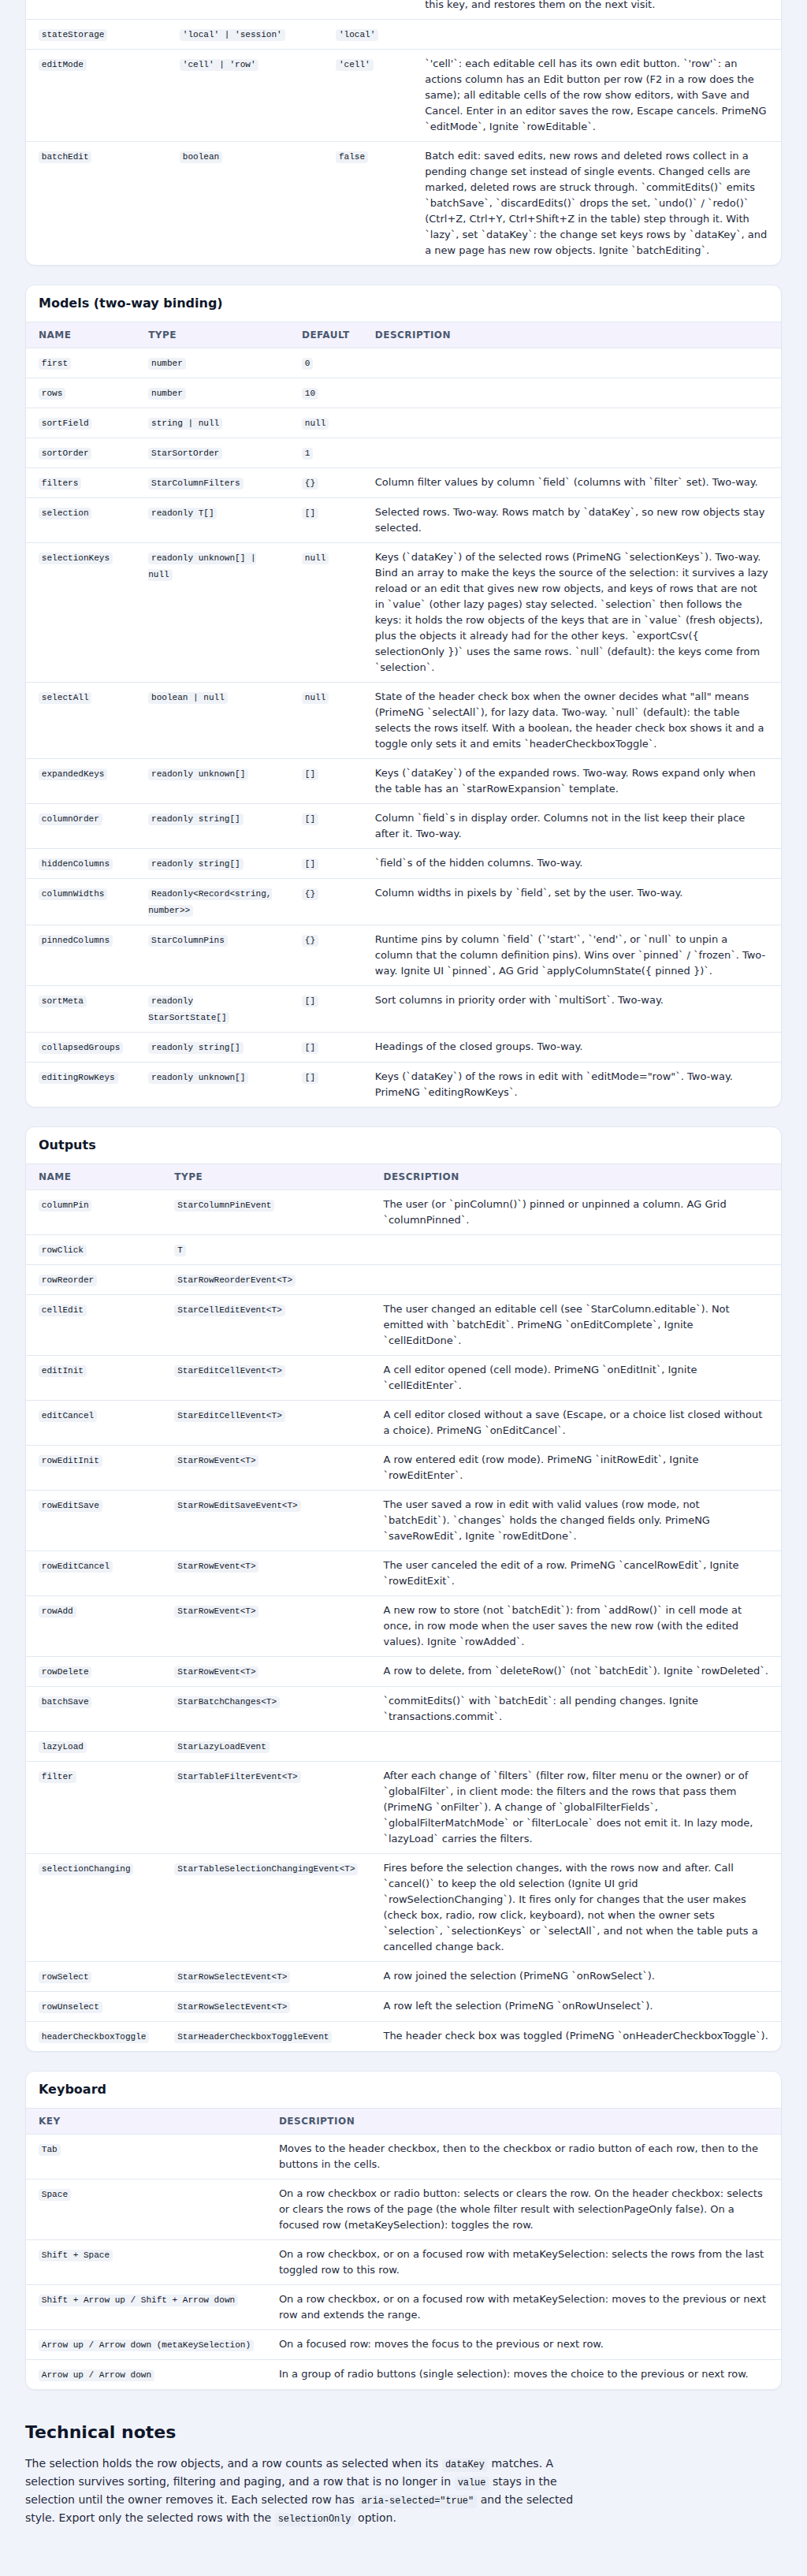 this key, and restores them on the next visit.
stateStorage 'local' | 'session' 'local'
editMode 'cell' | 'row' 'cell' `'cell'`: each editable cell has its own edit button. `'row'`: an
actions column has an Edit button per row (F2 in a row does the
same); all editable cells of the row show editors, with Save and
Cancel. Enter in an editor saves the row, Escape cancels. PrimeNG
`editMode`, Ignite `rowEditable`.
batchEdit boolean false Batch edit: saved edits, new rows and deleted rows collect in a
pending change set instead of single events. Changed cells are
marked, deleted rows are struck through. `commitEdits()` emits
`batchSave`, `discardEdits()` drops the set, `undo()` / `redo()`
(Ctrl+Z, Ctrl+Y, Ctrl+Shift+Z in the table) step through it. With
`lazy`, set `dataKey`: the change set keys rows by `dataKey`, and
a new page has new row objects. Ignite `batchEditing`.
Models (two-way binding)
NAME TYPE DEFAULT DESCRIPTION
first number 0
rows number 10
sortField string | null null
sortOrder StarSortOrder 1
filters StarColumnFilters {} Column filter values by column `field` (columns with `filter` set). Two-way.
selection readonly T[] [] Selected rows. Two-way. Rows match by `dataKey`, so new row objects stay
selected.
selectionKeys readonly unknown[] | null Keys (`dataKey`) of the selected rows (PrimeNG `selectionKeys`). Two-way.
null Bind an array to make the keys the source of the selection: it survives a lazy
reload or an edit that gives new row objects, and keys of rows that are not
in `value` (other lazy pages) stay selected. `selection` then follows the
keys: it holds the row objects of the keys that are in `value` (fresh objects),
plus the objects it already had for the other keys. `exportCsv({
selectionOnly })` uses the same rows. `null` (default): the keys come from
`selection`.
selectAll boolean | null null State of the header check box when the owner decides what "all" means
(PrimeNG `selectAll`), for lazy data. Two-way. `null` (default): the table
selects the rows itself. With a boolean, the header check box shows it and a
toggle only sets it and emits `headerCheckboxToggle`.
expandedKeys readonly unknown[] [] Keys (`dataKey`) of the expanded rows. Two-way. Rows expand only when
the table has an `starRowExpansion` template.
columnOrder readonly string[] [] Column `field`s in display order. Columns not in the list keep their place
after it. Two-way.
hiddenColumns readonly string[] [] `field`s of the hidden columns. Two-way.
columnWidths Readonly<Record<string, {} Column widths in pixels by `field`, set by the user. Two-way.
number>>
pinnedColumns StarColumnPins {} Runtime pins by column `field` (`'start'`, `'end'`, or `null` to unpin a
column that the column definition pins). Wins over `pinned` / `frozen`. Two-
way. Ignite UI `pinned`, AG Grid `applyColumnState({ pinned })`.
sortMeta readonly [] Sort columns in priority order with `multiSort`. Two-way.
StarSortState[]
collapsedGroups readonly string[] [] Headings of the closed groups. Two-way.
editingRowKeys readonly unknown[] [] Keys (`dataKey`) of the rows in edit with `editMode="row"`. Two-way.
PrimeNG `editingRowKeys`.
Outputs
NAME TYPE DESCRIPTION
columnPin StarColumnPinEvent The user (or `pinColumn()`) pinned or unpinned a column. AG Grid
`columnPinned`.
rowClick T
rowReorder StarRowReorderEvent<T>
cellEdit StarCellEditEvent<T> The user changed an editable cell (see `StarColumn.editable`). Not
emitted with `batchEdit`. PrimeNG `onEditComplete`, Ignite
`cellEditDone`.
editInit StarEditCellEvent<T> A cell editor opened (cell mode). PrimeNG `onEditInit`, Ignite
`cellEditEnter`.
editCancel StarEditCellEvent<T> A cell editor closed without a save (Escape, or a choice list closed without
a choice). PrimeNG `onEditCancel`.
rowEditInit StarRowEvent<T> A row entered edit (row mode). PrimeNG `initRowEdit`, Ignite
`rowEditEnter`.
rowEditSave StarRowEditSaveEvent<T> The user saved a row in edit with valid values (row mode, not
`batchEdit`). `changes` holds the changed fields only. PrimeNG
`saveRowEdit`, Ignite `rowEditDone`.
rowEditCancel StarRowEvent<T> The user canceled the edit of a row. PrimeNG `cancelRowEdit`, Ignite
`rowEditExit`.
rowAdd StarRowEvent<T> A new row to store (not `batchEdit`): from `addRow()` in cell mode at
once, in row mode when the user saves the new row (with the edited
values). Ignite `rowAdded`.
rowDelete StarRowEvent<T> A row to delete, from `deleteRow()` (not `batchEdit`). Ignite `rowDeleted`.
batchSave StarBatchChanges<T> `commitEdits()` with `batchEdit`: all pending changes. Ignite
`transactions.commit`.
lazyLoad StarLazyLoadEvent
filter StarTableFilterEvent<T> After each change of `filters` (filter row, filter menu or the owner) or of
`globalFilter`, in client mode: the filters and the rows that pass them
(PrimeNG `onFilter`). A change of `globalFilterFields`,
`globalFilterMatchMode` or `filterLocale` does not emit it. In lazy mode,
`lazyLoad` carries the filters.
selectionChanging StarTableSelectionChangingEvent<T> Fires before the selection changes, with the rows now and after. Call
`cancel()` to keep the old selection (Ignite UI grid
`rowSelectionChanging`). It fires only for changes that the user makes
(check box, radio, row click, keyboard), not when the owner sets
`selection`, `selectionKeys` or `selectAll`, and not when the table puts a
cancelled change back.
rowSelect StarRowSelectEvent<T> A row joined the selection (PrimeNG `onRowSelect`).
rowUnselect StarRowSelectEvent<T> A row left the selection (PrimeNG `onRowUnselect`).
headerCheckboxToggle StarHeaderCheckboxToggleEvent The header check box was toggled (PrimeNG `onHeaderCheckboxToggle`).
Keyboard
KEY DESCRIPTION
Tab Moves to the header checkbox, then to the checkbox or radio button of each row, then to the
buttons in the cells.
Space On a row checkbox or radio button: selects or clears the row. On the header checkbox: selects
or clears the rows of the page (the whole filter result with selectionPageOnly false). On a
focused row (metaKeySelection): toggles the row.
Shift + Space On a row checkbox, or on a focused row with metaKeySelection: selects the rows from the last
toggled row to this row.
Shift + Arrow up / Shift + Arrow down On a row checkbox, or on a focused row with metaKeySelection: moves to the previous or next
row and extends the range.
Arrow up / Arrow down (metaKeySelection) On a focused row: moves the focus to the previous or next row.
Arrow up / Arrow down In a group of radio buttons (single selection): moves the choice to the previous or next row.
Technical notes
The selection holds the row objects, and a row counts as selected when its dataKey matches. A
selection survives sorting, filtering and paging, and a row that is no longer in value stays in the
selection until the owner removes it. Each selected row has aria-selected="true" and the selected
style. Export only the selected rows with the selectionOnly option.